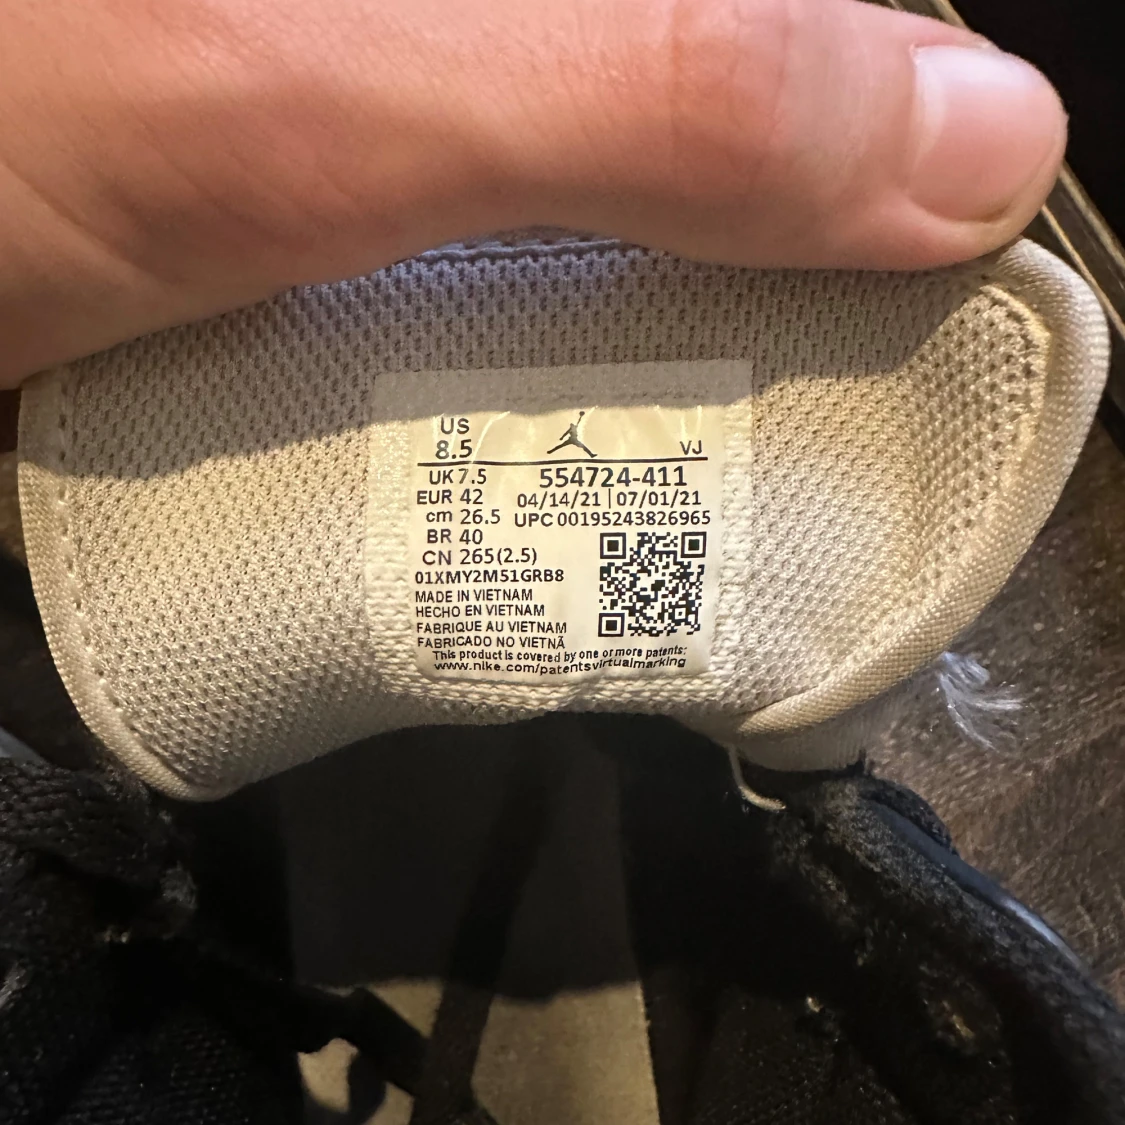 US
8.5 VJ
UK 7.5 554724-411
EUR 42 04/14/21 | 07/01/21
cm 26.5 UPC 00195243826965
BR 40
CN 265(2.5)
01XMY2M51GRB8
MADE IN VIETNAM
HECHO EN VIETNAM
FABRIQUE AU VIETNAM
FABRICADO NO VIETNÃ
This product is covered by one or more patents:
www.nike.com/patentsvirtualmarking